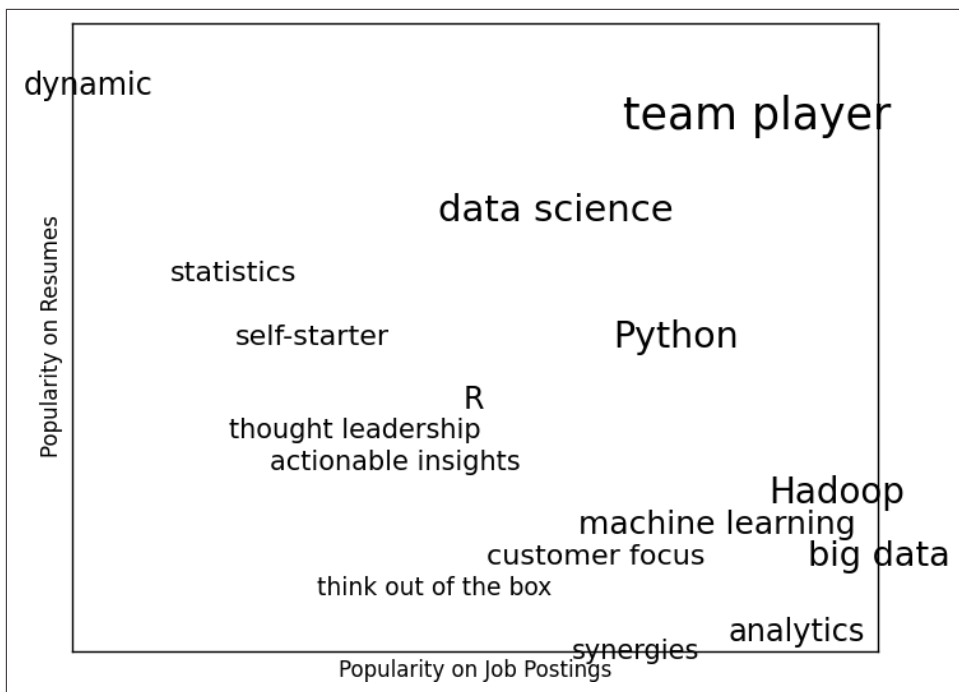 dynamic
team player
data science
statistics
self-starter
Python
R
thought leadership
actionable insights
Hadoop
machine learning
customer focus
big data
think out of the box
analytics
synergies
Popularity on Resumes
Popularity on Job Postings